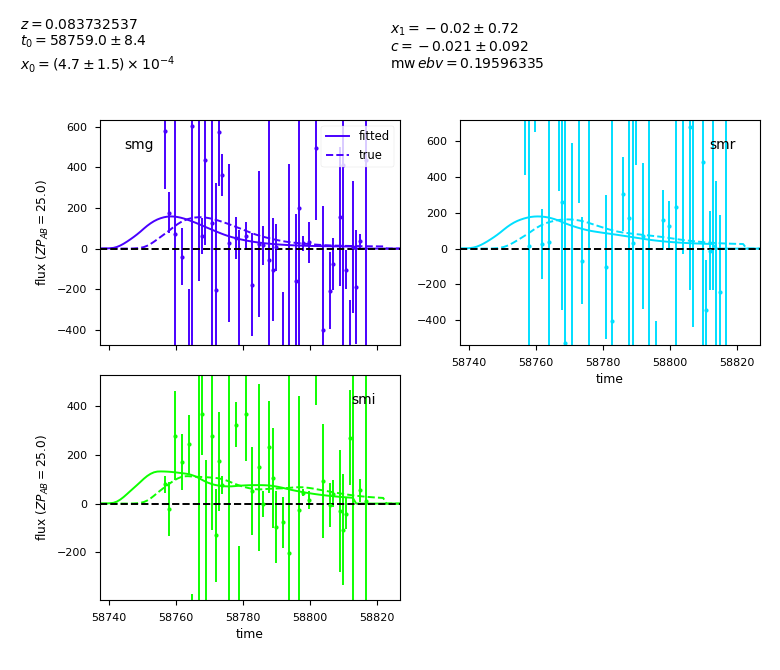 z = 0.083732537
t₀ = 58759.0 ± 8.4
x₀ = (4.7 ± 1.5) × 10⁻⁴
x₁ = −0.02 ± 0.72
c = −0.021 ± 0.092
mw ebv = 0.19596335
smg
fitted
true
600
400
200
0
−200
−400
flux (ZP_AB = 25.0)
smr
600
400
200
0
−200
−400
58740 58760 58780 58800 58820
time
smi
400
200
0
−200
flux (ZP_AB = 25.0)
58740 58760 58780 58800 58820
time